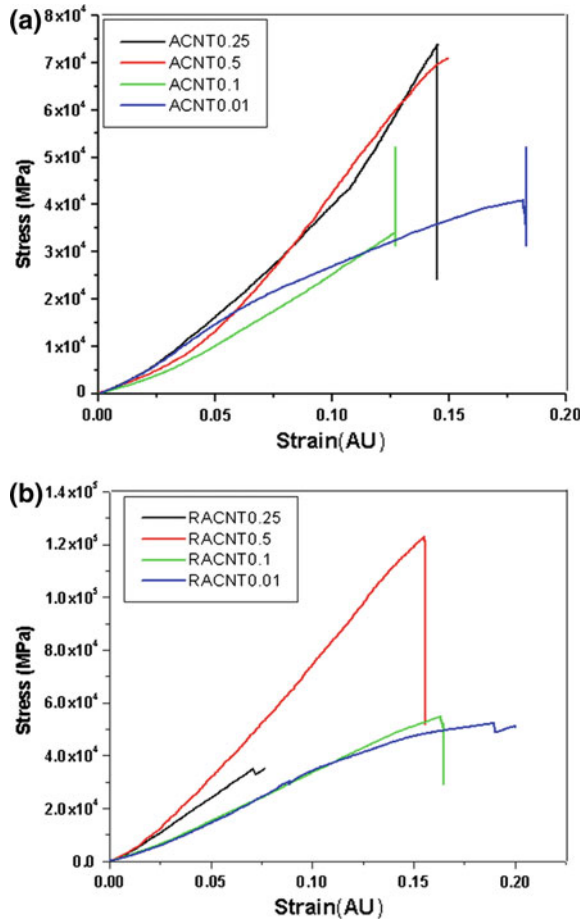 (a)
8x10⁴
7x10⁴
6x10⁴
5x10⁴
4x10⁴
3x10⁴
2x10⁴
1x10⁴
0
Stress (MPa)
ACNT0.25
ACNT0.5
ACNT0.1
ACNT0.01
0.00 0.05 0.10 0.15 0.20
Strain(AU)
(b)
1.4x10⁵
1.2x10⁵
1.0x10⁵
8.0x10⁴
6.0x10⁴
4.0x10⁴
2.0x10⁴
0.0
Stress (MPa)
RACNT0.25
RACNT0.5
RACNT0.1
RACNT0.01
0.00 0.05 0.10 0.15 0.20
Strain(AU)